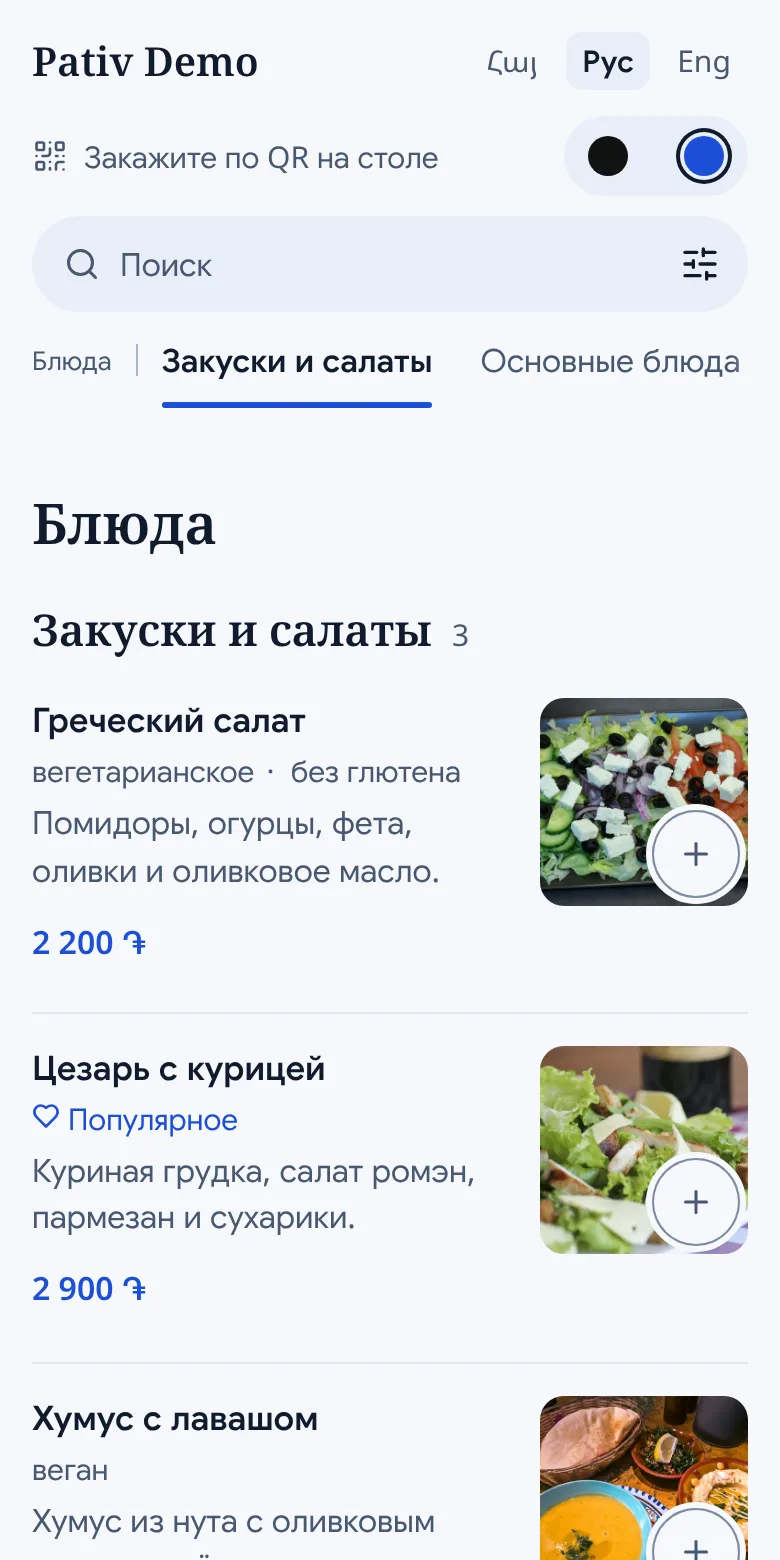 Pativ Demo
Հայ Рус Eng
Закажите по QR на столе
Поиск
Блюда Закуски и салаты Основные блюда
Блюда
Закуски и салаты 3
Греческий салат
вегетарианское · без глютена
Помидоры, огурцы, фета,
оливки и оливковое масло.
2 200 ֏
Цезарь с курицей
Популярное
Куриная грудка, салат ромэн,
пармезан и сухарики.
2 900 ֏
Хумус с лавашом
веган
Хумус из нута с оливковым